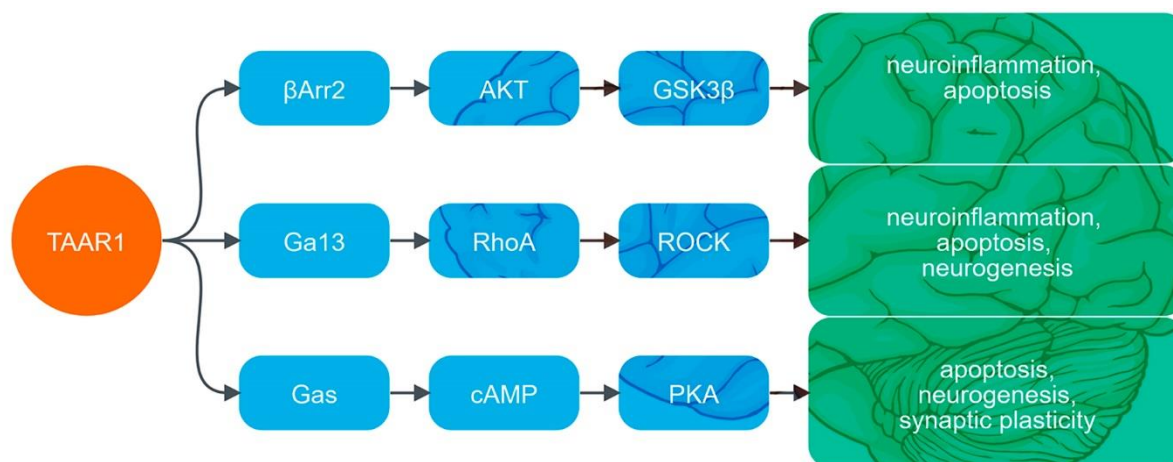 TAAR1
βArr2
AKT
GSK3β
neuroinflammation,
apoptosis
Ga13
RhoA
ROCK
neuroinflammation,
apoptosis,
neurogenesis
Gas
cAMP
PKA
apoptosis,
neurogenesis,
synaptic plasticity